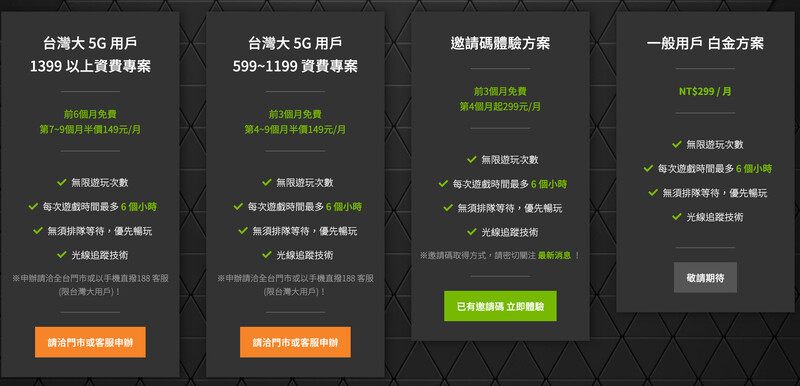 台灣大 5G 用戶
1399 以上資費專案
前6個月免費
第7~9個月半價149元/月
無限遊玩次數
每次遊戲時間最多 6 個小時
無須排隊等待，優先暢玩
光線追蹤技術
※申辦請洽全台門市或以手機直撥188 客服
(限台灣大用戶)！
請洽門市或客服申辦
台灣大 5G 用戶
599~1199 資費專案
前3個月免費
第4~9個月半價149元/月
無限遊玩次數
每次遊戲時間最多 6 個小時
無須排隊等待，優先暢玩
光線追蹤技術
※申辦請洽全台門市或以手機直撥188 客服
(限台灣大用戶)！
請洽門市或客服申辦
邀請碼體驗方案
前3個月免費
第4個月起299元/月
無限遊玩次數
每次遊戲時間最多 6 個小時
無須排隊等待，優先暢玩
光線追蹤技術
※邀請碼取得方式，請密切關注 最新消息 ！
已有邀請碼 立即體驗
一般用戶 白金方案
NT$299 / 月
無限遊玩次數
每次遊戲時間最多 6 個小時
無須排隊等待，優先暢玩
光線追蹤技術
敬請期待